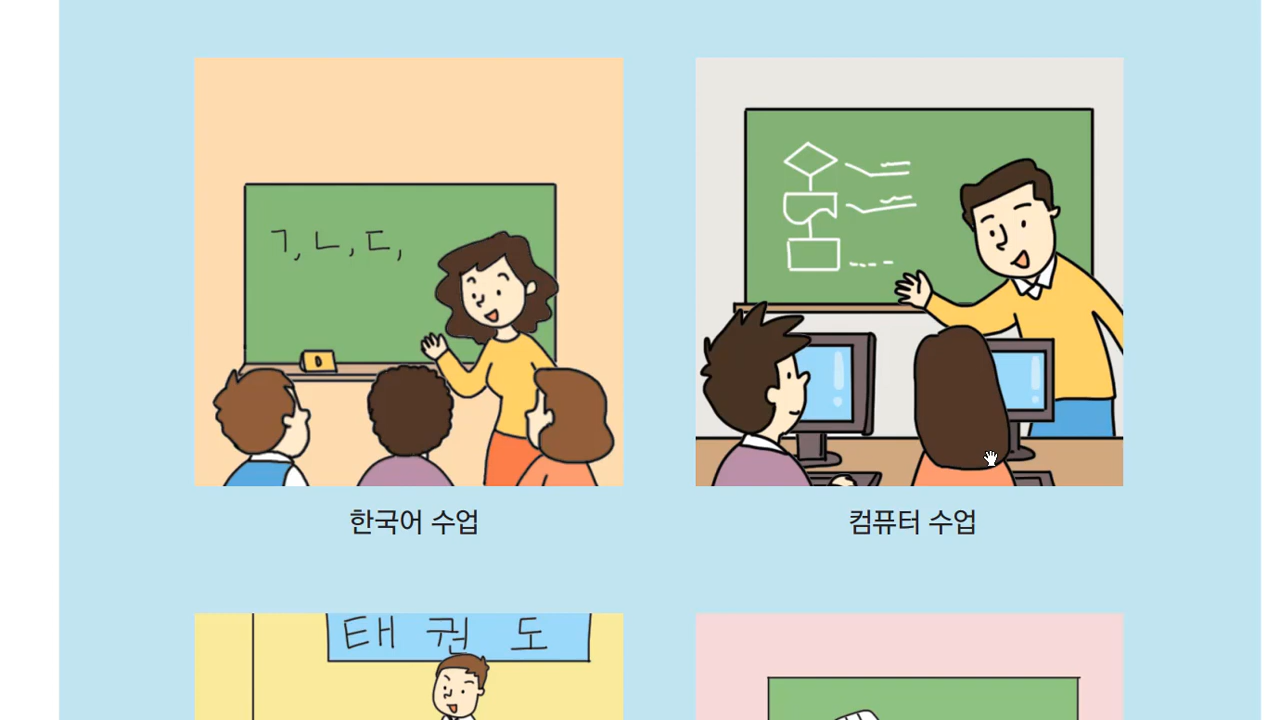 ㄱ, ㄴ, ㄷ,
한국어 수업
컴퓨터 수업
태 권 도